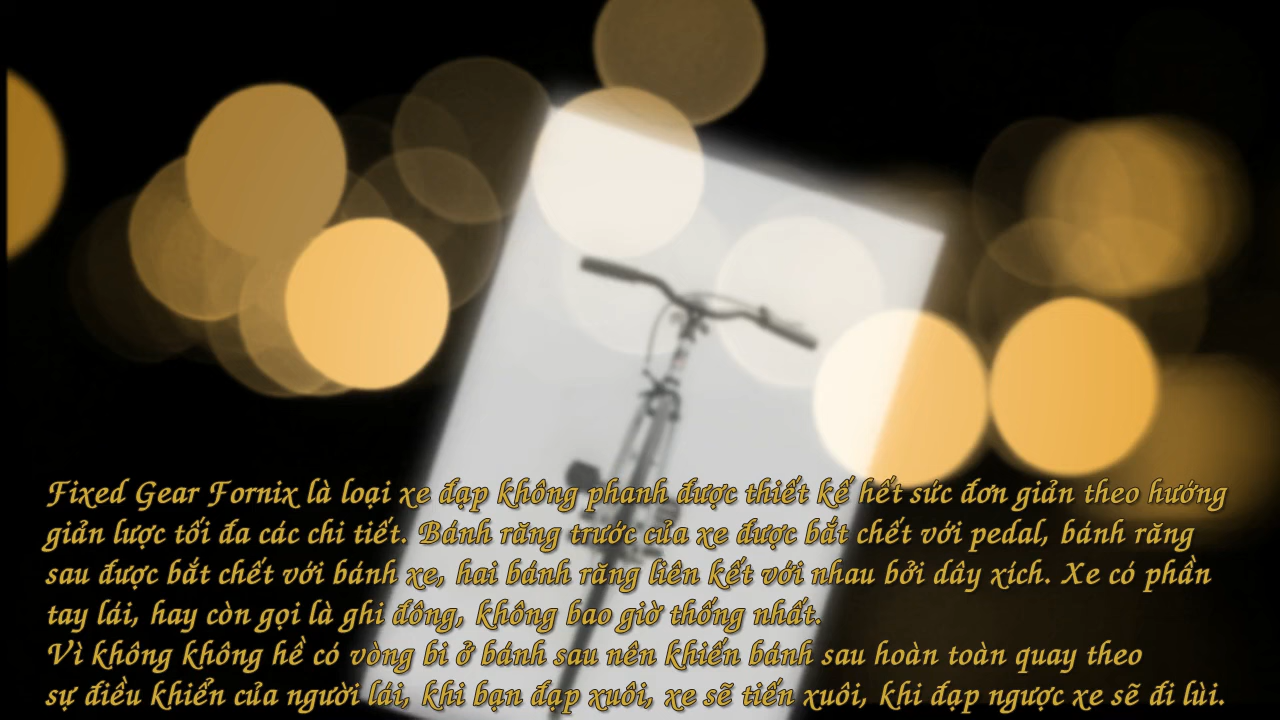 Fixed Gear Fornix là loại xe đạp không phanh được thiết kế hết sức đơn giản theo hướng
giản lược tối đa các chi tiết. Bánh răng trước của xe được bắt chết với pedal, bánh răng
sau được bắt chết với bánh xe, hai bánh răng liên kết với nhau bởi dây xích. Xe có phần
tay lái, hay còn gọi là ghi đông, không bao giờ thống nhất.
Vì không không hề có vòng bi ở bánh sau nên khiến bánh sau hoàn toàn quay theo
sự điều khiển của người lái, khi bạn đạp xuôi, xe sẽ tiến xuôi, khi đạp ngược xe sẽ đi lùi.